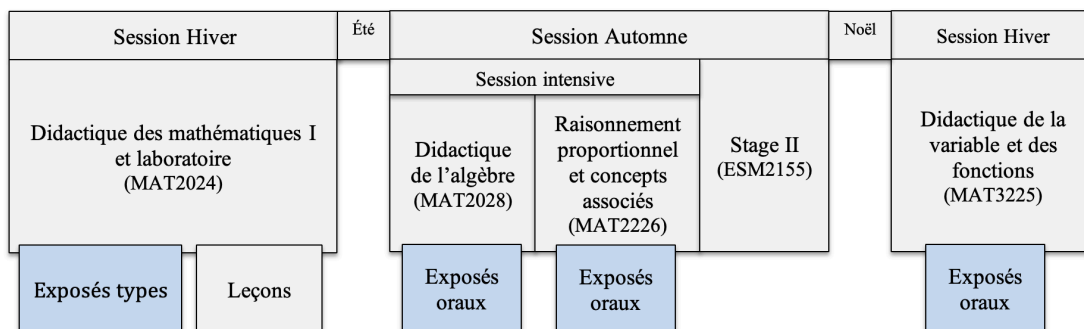 Session Hiver
Été
Session Automne
Noël
Session Hiver
Session intensive
Didactique des mathématiques I
et laboratoire
(MAT2024)
Didactique
de l’algèbre
(MAT2028)
Raisonnement
proportionnel
et concepts
associés
(MAT2226)
Stage II
(ESM2155)
Didactique de la
variable et des
fonctions
(MAT3225)
Exposés types
Leçons
Exposés
oraux
Exposés
oraux
Exposés
oraux